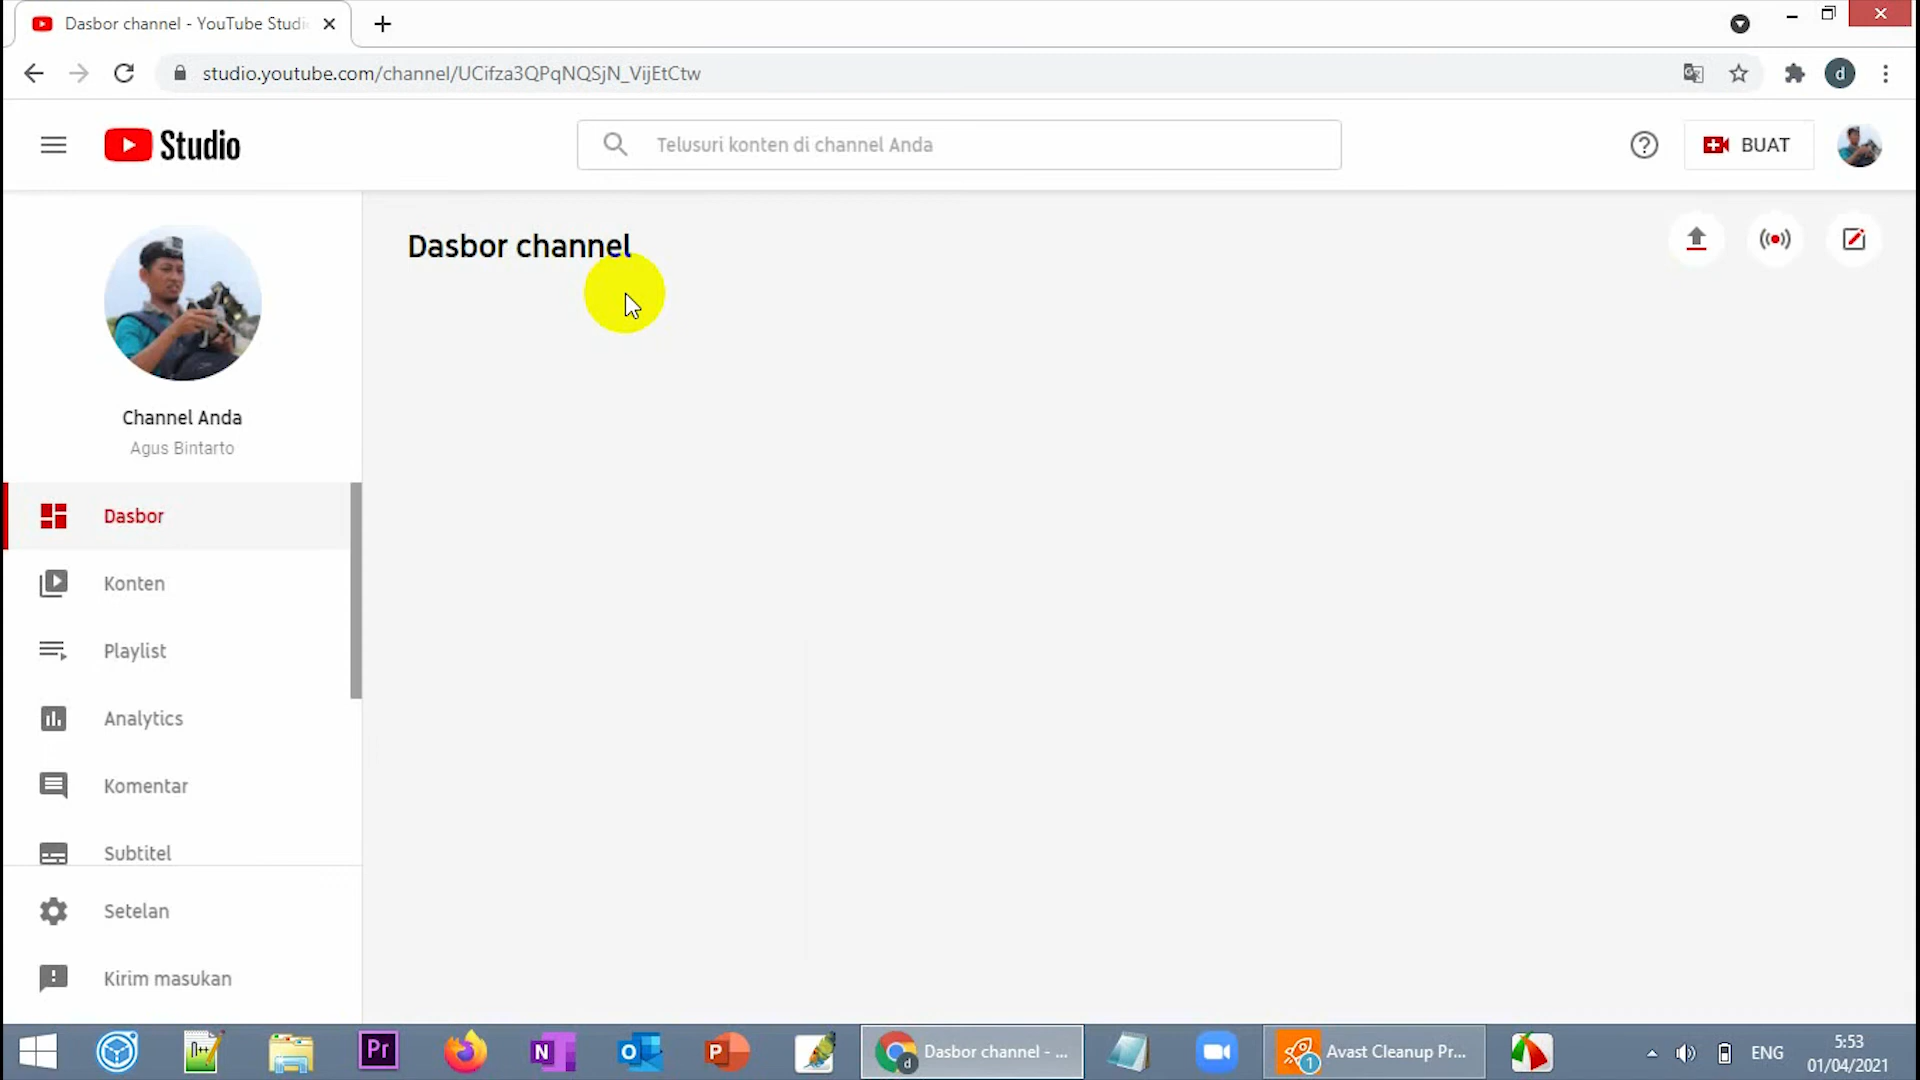 Dasbor channel - YouTube Studi
studio.youtube.com/channel/UCifza3QPqNQSjN_VijEtCtw
d
Studio
Telusuri konten di channel Anda
BUAT
Dasbor channel
Channel Anda
Agus Bintarto
Dasbor
Konten
Playlist
Analytics
Komentar
Subtitel
Setelan
Kirim masukan
Dasbor channel - ...
Avast Cleanup Pr...
ENG
5:53
01/04/2021